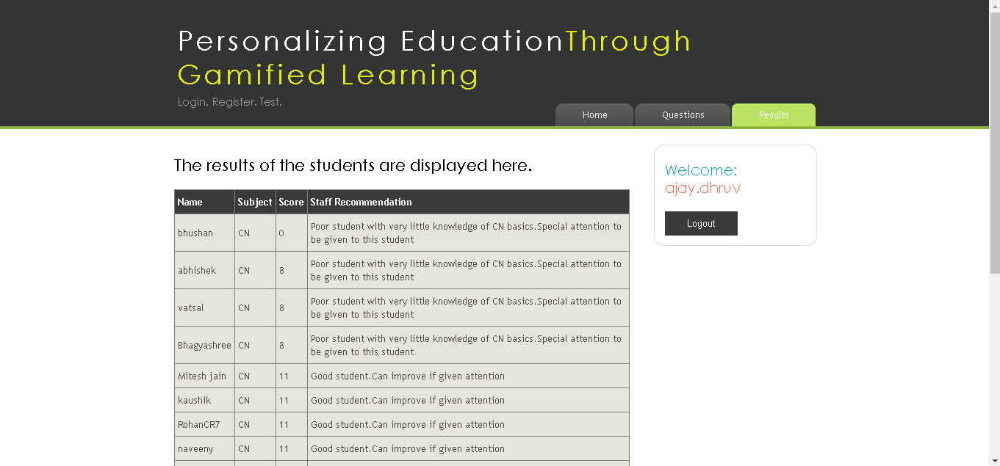 Personalizing EducationThrough
Gamified Learning
Login. Register. Test.
Home Questions Results
The results of the students are displayed here.
Welcome:
ajay.dhruv
Logout
Name Subject Score Staff Recommendation
bhushan CN 0 Poor student with very little knowledge of CN basics.Special attention to
be given to this student
abhishek CN 8 Poor student with very little knowledge of CN basics.Special attention to
be given to this student
vatsal CN 8 Poor student with very little knowledge of CN basics.Special attention to
be given to this student
Bhagyashree CN 8 Poor student with very little knowledge of CN basics.Special attention to
be given to this student
Mitesh jain CN 11 Good student.Can improve if given attention
kaushik CN 11 Good student.Can improve if given attention
RohanCR7 CN 11 Good student.Can improve if given attention
naveeny CN 11 Good student.Can improve if given attention